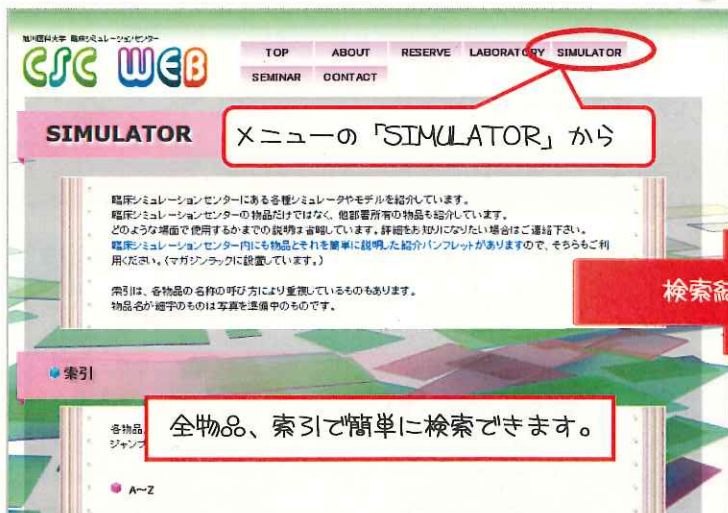 旭川医科大学 臨床シミュレーションセンター
CSC WEB
TOP ABOUT RESERVE LABORATORY SIMULATOR
SEMINAR CONTACT
SIMULATOR
メニューの「SIMULATOR」から
臨床シミュレーションセンターにある各種シミュレータやモデルを紹介しています。
臨床シミュレーションセンターの物品だけではなく、他部署所有の物品も紹介しています。
どのような場面で使用するかまでの説明は省略しています。詳細をお知りになりたい場合はご連絡下さい。
臨床シミュレーションセンター内にも物品とそれを簡単に説明した紹介パンフレットがありますので、そちらもご利
用ください。(マガジンラックに設置しています。)
索引は、各物品の名称の呼び方により重複しているものもあります。
物品名が細字のものは写真を準備中のものです。
検索結
索引
各物品
ジャンプ
全物品、索引で簡単に検索できます。
A～Z